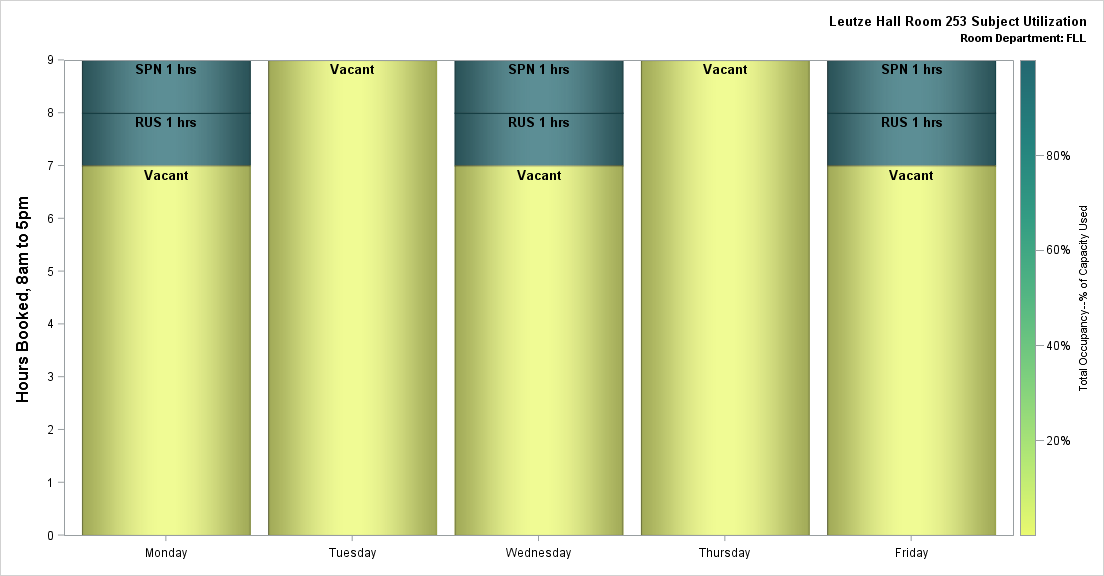 Leutze Hall Room 253 Subject Utilization
Room Department: FLL
Hours Booked, 8am to 5pm
9
8
7
6
5
4
3
2
1
0
SPN 1 hrs
RUS 1 hrs
Vacant
Vacant
SPN 1 hrs
RUS 1 hrs
Vacant
Vacant
SPN 1 hrs
RUS 1 hrs
Vacant
Monday
Tuesday
Wednesday
Thursday
Friday
80%
60%
40%
20%
Total Occupancy--% of Capacity Used